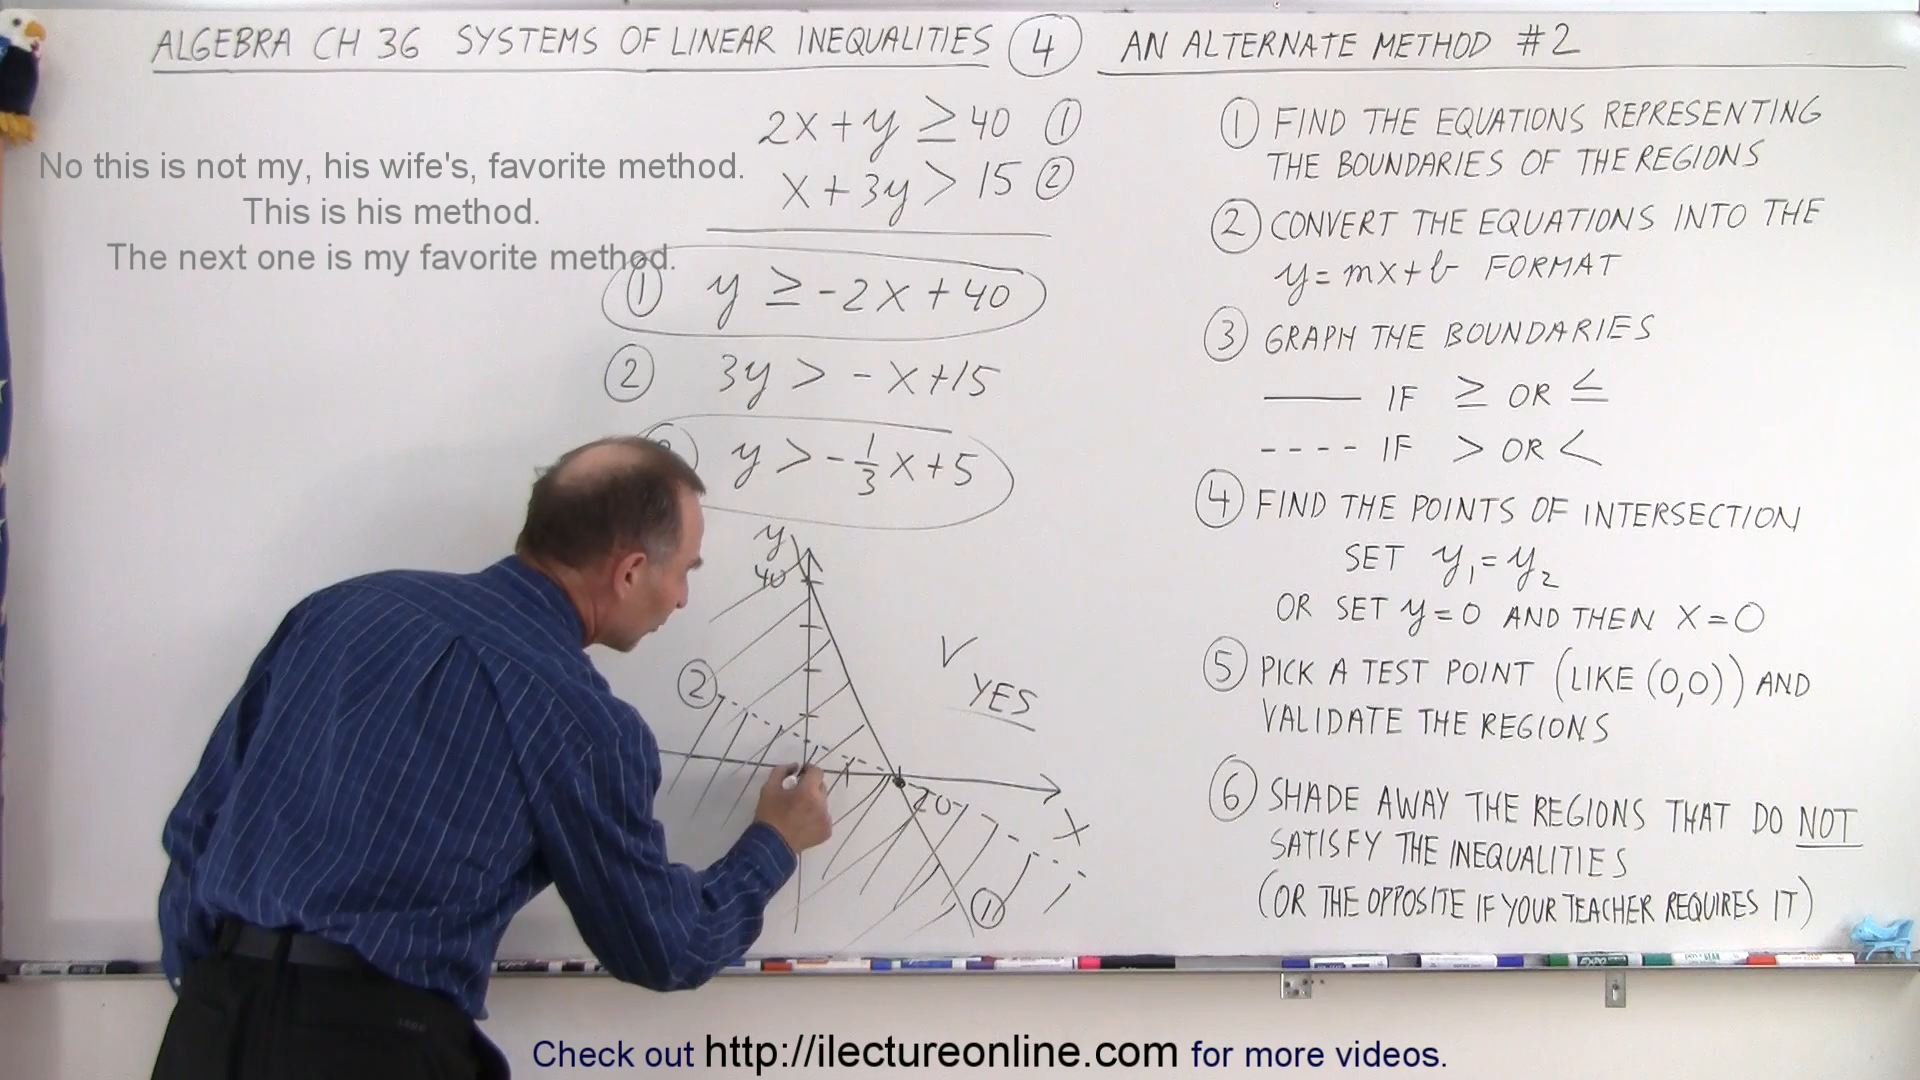 ALGEBRA CH 36 SYSTEMS OF LINEAR INEQUALITIES ④ AN ALTERNATE METHOD #2
No this is not my, his wife's, favorite method.
This is his method.
The next one is my favorite method.
2x+y ≥ 40 ①
x+3y > 15 ②
① y ≥ -2x+40
② 3y > -x+15
y > -1/3x+5
y
40
②
20
x
①
√
YES
① FIND THE EQUATIONS REPRESENTING
THE BOUNDARIES OF THE REGIONS
② CONVERT THE EQUATIONS INTO THE
y=mx+b FORMAT
③ GRAPH THE BOUNDARIES
—— IF ≥ OR ≤
---- IF > OR <
④ FIND THE POINTS OF INTERSECTION
SET y₁=y₂
OR SET y=0 AND THEN x=0
⑤ PICK A TEST POINT (LIKE (0,0)) AND
VALIDATE THE REGIONS
⑥ SHADE AWAY THE REGIONS THAT DO NOT
SATISFY THE INEQUALITIES
(OR THE OPPOSITE IF YOUR TEACHER REQUIRES IT)
Check out http://ilectureonline.com for more videos.